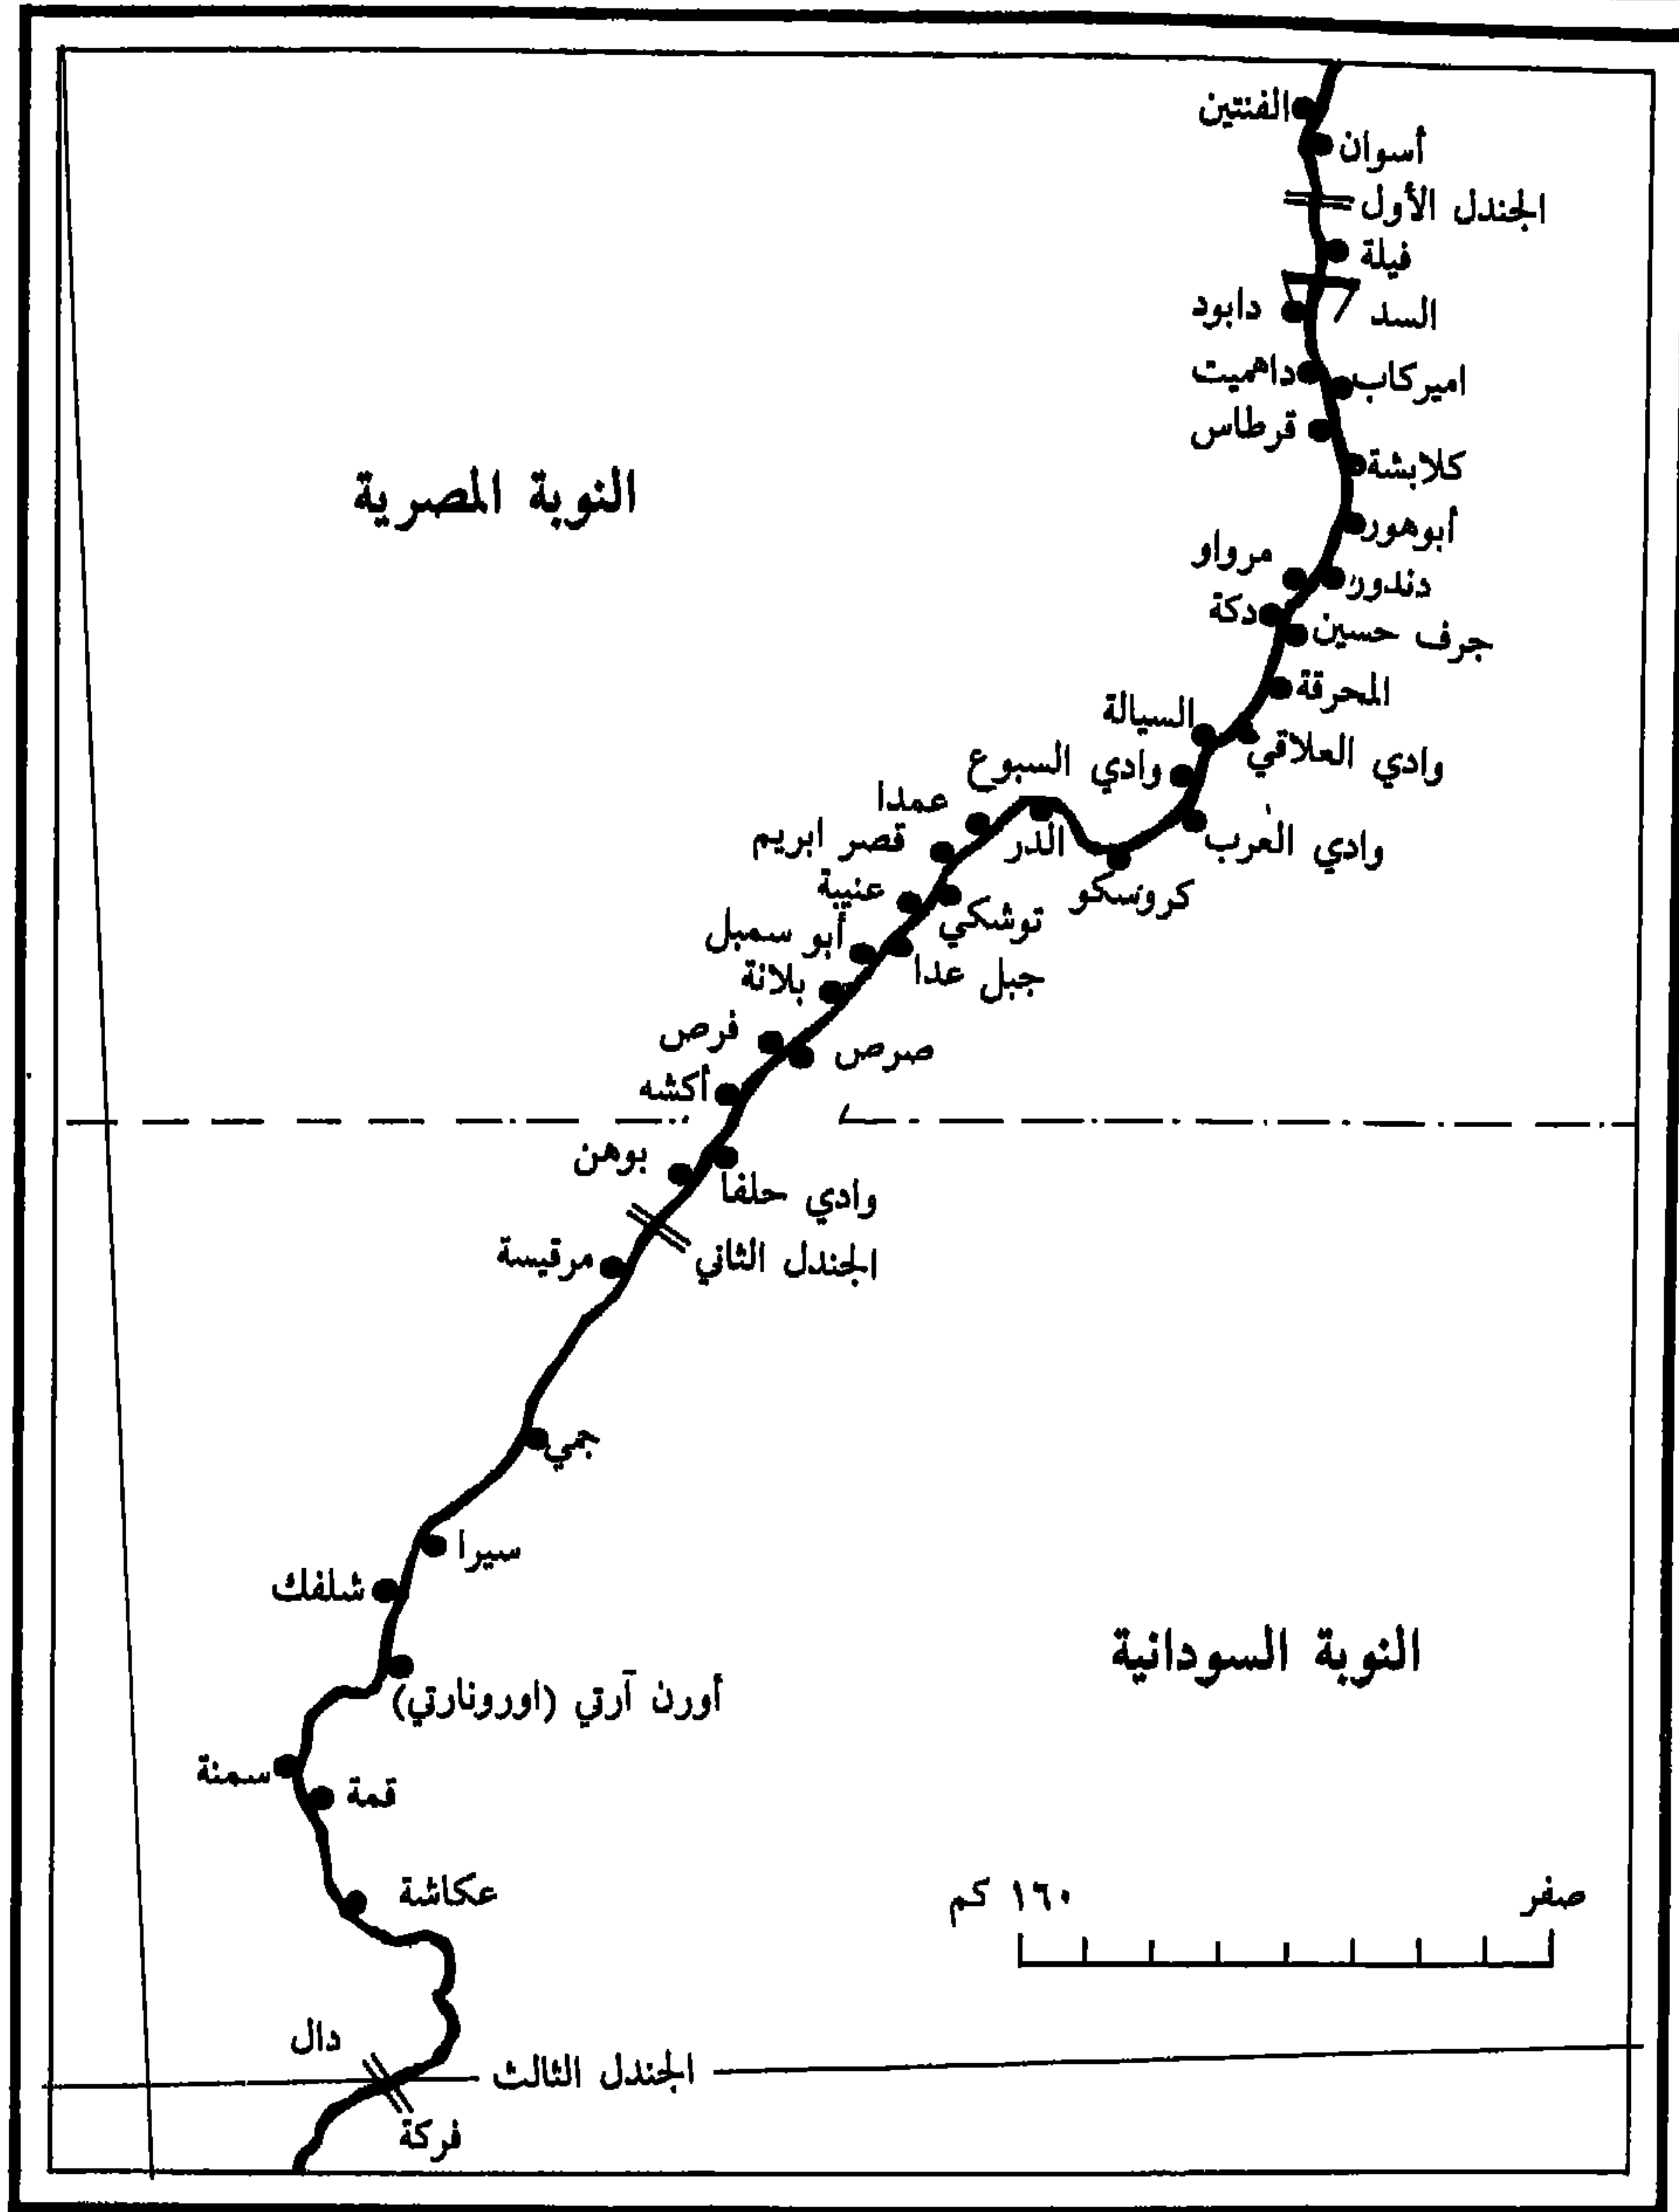 الفنتين
أسوان
الجندل الأول
فيلة
السد
دابود
داهميت
اميركاب
قرطاس
كلابشة
أبوهور
مرواو
دندور
دكة
جرف حسين
المحرقة
السيالة
وادي العلاقي
وادي السبوع
عمدا
الدر
وادي العرب
قصر ابريم
كروسكو
عنيبة
توشكي
أبو سمبل
جبل عدا
بلانة
فرص
صرص
أكشه
النوبة المصرية
بوهن
وادي حلفا
الجندل الثاني
مرقيسة
جمي
سيرا
شلفك
النوبة السودانية
أورن آرتي (اورونارتي)
سمنة
قمة
عكاشة
صفر
١٦٠ كم
دال
الجندل الثالث
فركة